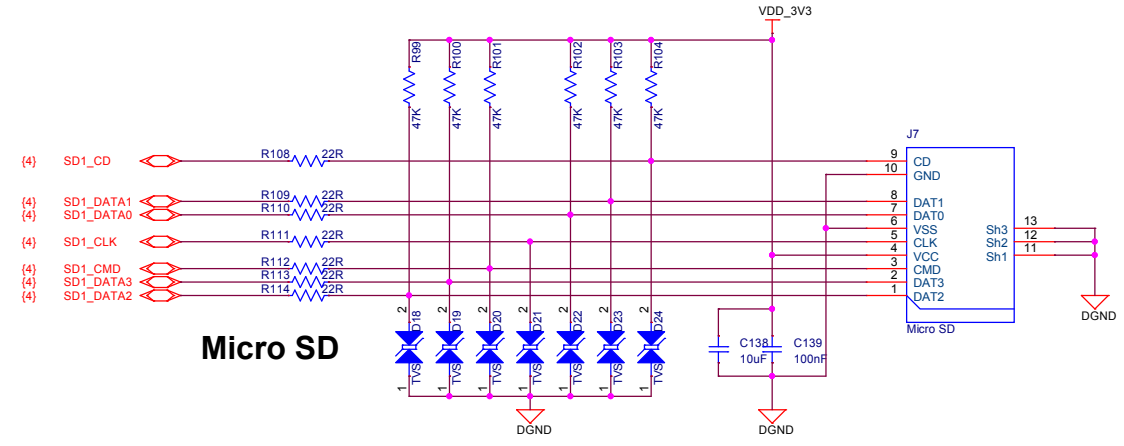 VDD_3V3
R99
R100
R101
R102
R103
R104
47K
47K
47K
47K
47K
47K
J7
{4} SD1_CD R108 22R 9 CD
10 GND
{4} SD1_DATA1 R109 22R 8 DAT1
{4} SD1_DATA0 R110 22R 7 DAT0
6 VSS Sh3 13
{4} SD1_CLK R111 22R 5 CLK Sh2 12
4 VCC Sh1 11
{4} SD1_CMD R112 22R 3 CMD
{4} SD1_DATA3 R113 22R 2 DAT3
{4} SD1_DATA2 R114 22R 1 DAT2
DGND
Micro SD
Micro SD
2 D18 TVS 1
2 D19 TVS 1
2 D20 TVS 1
2 D21 TVS 1
2 D22 TVS 1
2 D23 TVS 1
2 D24 TVS 1
C138 C139
10uF 100nF
DGND
DGND